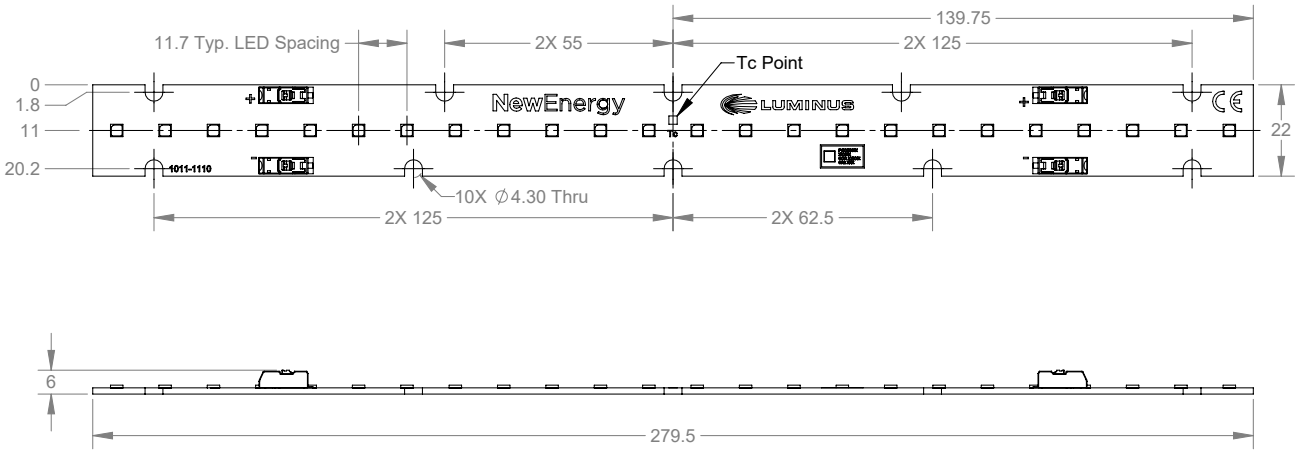 139.75
11.7 Typ. LED Spacing
2X 55
2X 125
Tc Point
0
1.8
11
20.2
+
NewEnergy
LUMINUS
+
CE
22
TC
-
1011-1110
-
10X ∅4.30 Thru
2X 125
2X 62.5
6
279.5